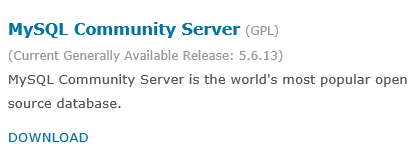 MySQL Community Server (GPL)
(Current Generally Available Release: 5.6.13)
MySQL Community Server is the world's most popular open
source database.
DOWNLOAD